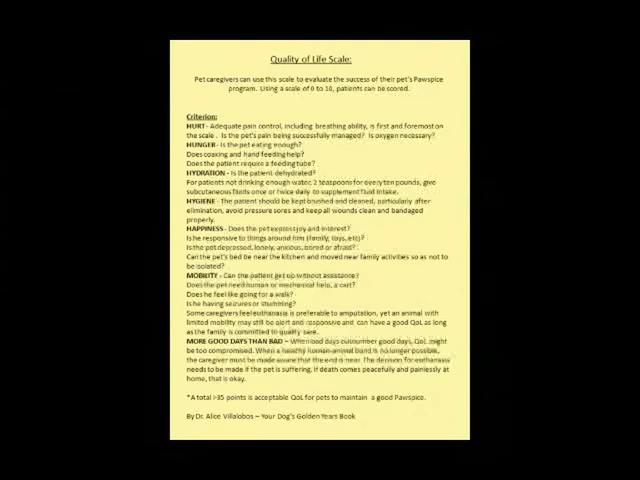 Quality of Life Scale:
Pet caregivers can use this scale to evaluate the success of their pet's Pawspice
program. Using a scale of 0 to 10, patients can be scored.
Criterion:
HURT - Adequate pain control, including breathing ability, is first and foremost on
the scale . Is the pet's pain being successfully managed? Is oxygen necessary?
HUNGER - Is the pet eating enough?
Does coaxing and hand feeding help?
Does the patient require a feeding tube?
HYDRATION - Is the patient dehydrated?
For patients not drinking enough water, 2 teaspoons for every ten pounds, give
subcutaneous fluids once or twice daily to supplement fluid intake.
HYGIENE - The patient should be kept brushed and cleaned, particularly after
elimination, avoid pressure sores and keep all wounds clean and bandaged
properly.
HAPPINESS - Does the pet express joy and interest?
Is he responsive to things around him (family, toys, etc)?
Is the pet depressed, lonely, anxious, bored or afraid?
Can the pet's bed be near the kitchen and moved near family activities so as not to
be isolated?
MOBILITY - Can the patient get up without assistance?
Does the pet need human or mechanical help, a cart?
Does he feel like going for a walk?
Is he having seizures or stumbling?
Some caregivers feel euthanasia is preferable to amputation, yet an animal with
limited mobility may still be alert and responsive and can have a good QoL as long
as the family is committed to quality care.
MORE GOOD DAYS THAN BAD – When bad days outnumber good days, QoL might
be too compromised. When a healthy human-animal bond is no longer possible,
the caregiver must be made aware that the end is near. The decision for euthanasia
needs to be made if the pet is suffering. If death comes peacefully and painlessly at
home, that is okay.
*A total >35 points is acceptable QoL for pets to maintain a good Pawspice.
By Dr. Alice Villalobos – Your Dog's Golden Years Book